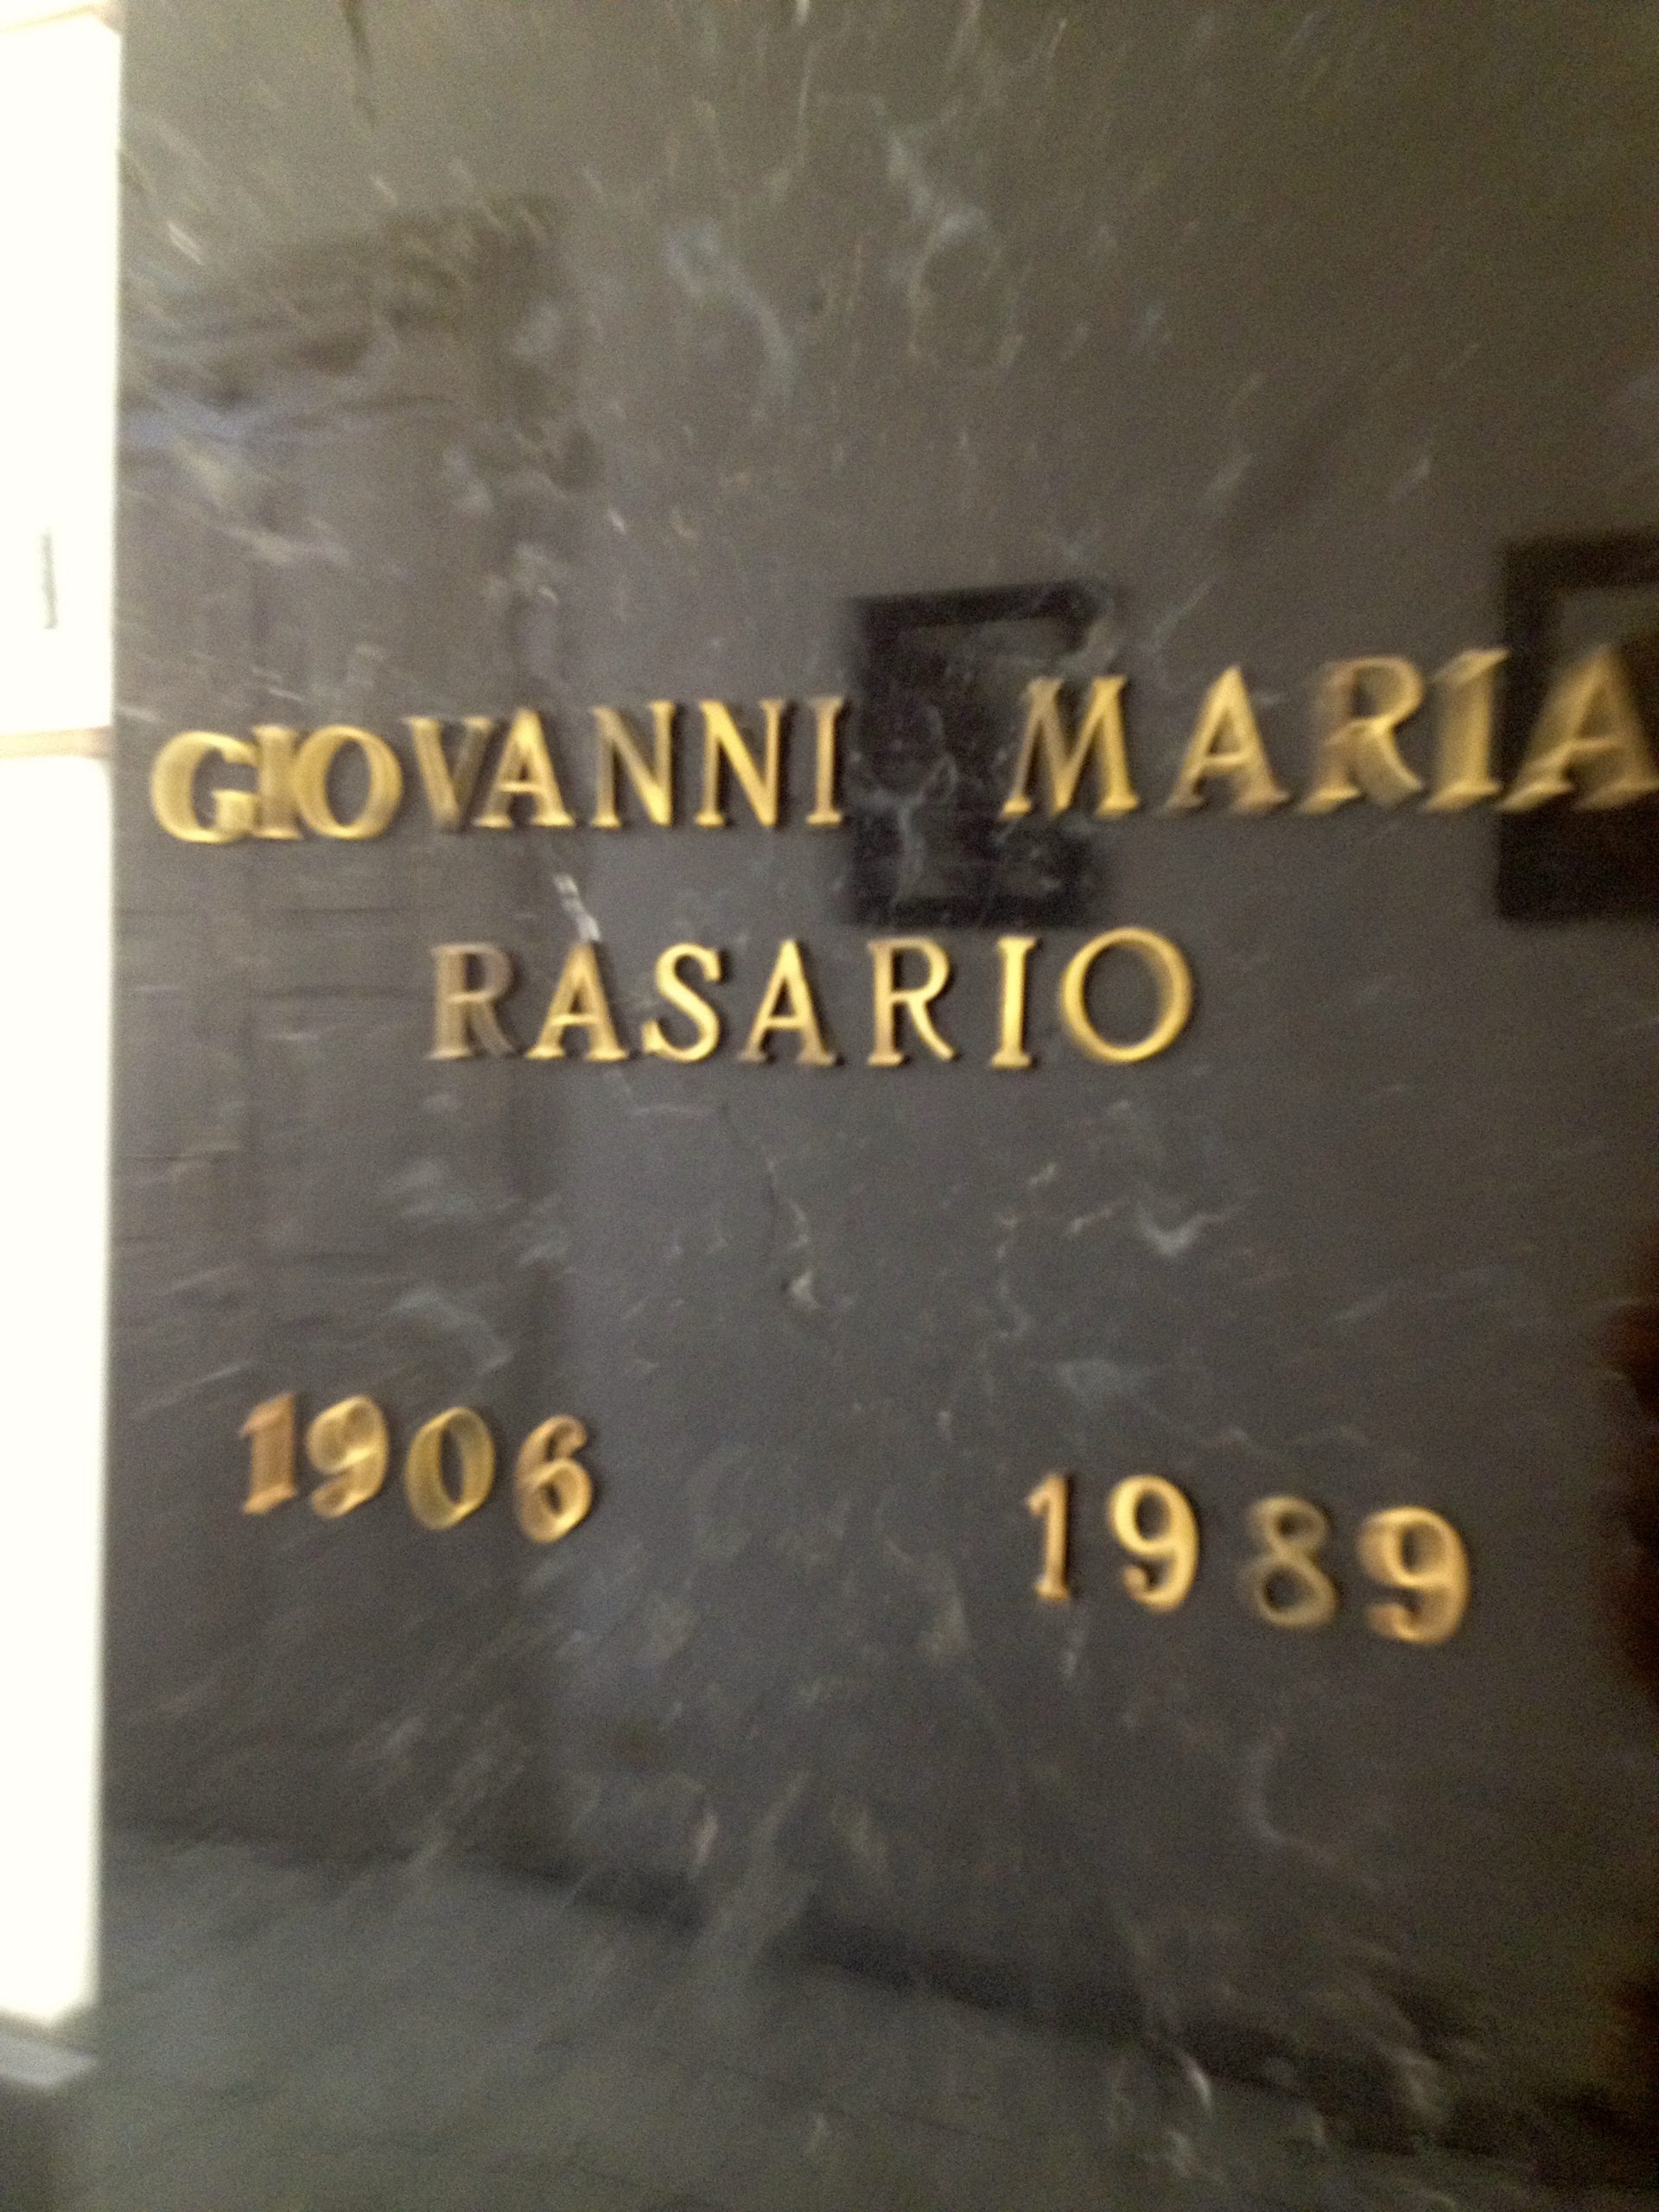 GIOVANNI MARIA
RASARIO
1906 1989